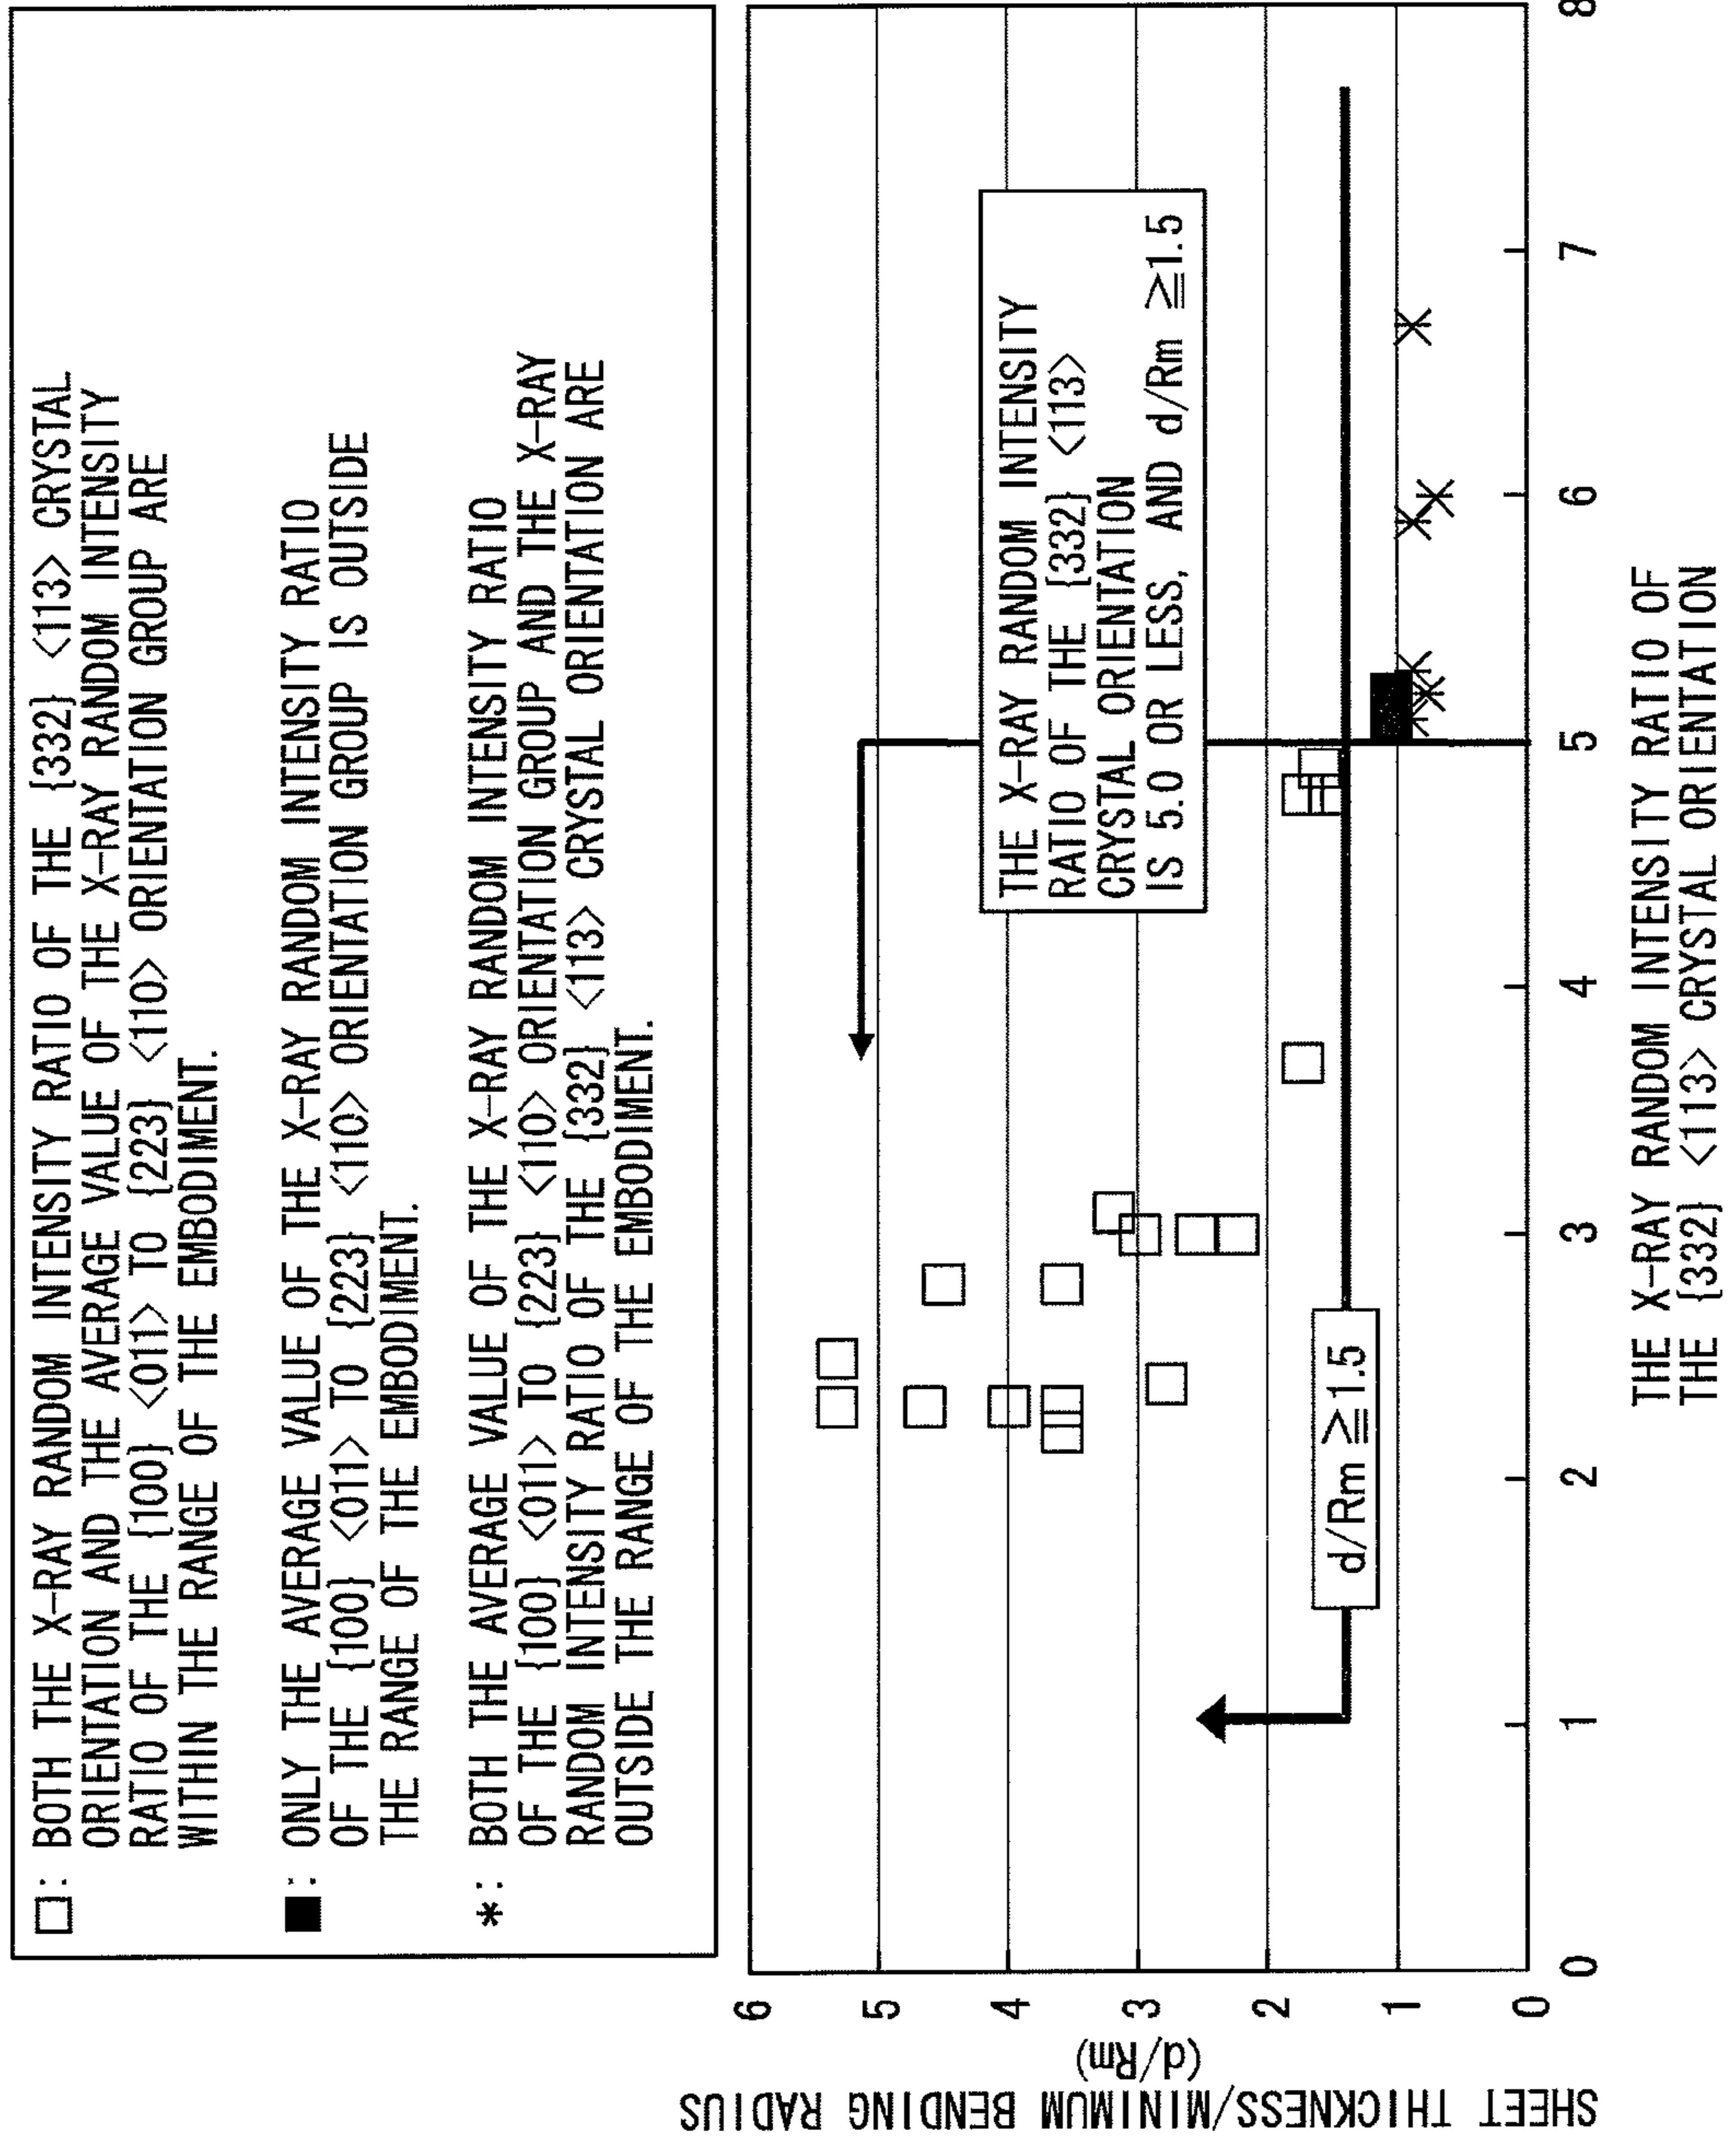 □: BOTH THE X-RAY RANDOM INTENSITY RATIO OF THE {332} <113> CRYSTAL
ORIENTATION AND THE AVERAGE VALUE OF THE X-RAY RANDOM INTENSITY
RATIO OF THE {100} <011> TO {223} <110> ORIENTATION GROUP ARE
WITHIN THE RANGE OF THE EMBODIMENT.
■: ONLY THE AVERAGE VALUE OF THE X-RAY RANDOM INTENSITY RATIO
OF THE {100} <011> TO {223} <110> ORIENTATION GROUP IS OUTSIDE
THE RANGE OF THE EMBODIMENT.
*: BOTH THE AVERAGE VALUE OF THE X-RAY RANDOM INTENSITY RATIO
OF THE {100} <011> TO {223} <110> ORIENTATION GROUP AND THE X-RAY
RANDOM INTENSITY RATIO OF THE {332} <113> CRYSTAL ORIENTATION ARE
OUTSIDE THE RANGE OF THE EMBODIMENT.
SHEET THICKNESS/MINIMUM BENDING RADIUS
(d/Rm)
6
5
4
3
2
1
0
THE X-RAY RANDOM INTENSITY
RATIO OF THE {332} <113>
CRYSTAL ORIENTATION
IS 5.0 OR LESS, AND d/Rm ≧1.5
d/Rm ≧1.5
0 1 2 3 4 5 6 7 8
THE X-RAY RANDOM INTENSITY RATIO OF
THE {332} <113> CRYSTAL ORIENTATION